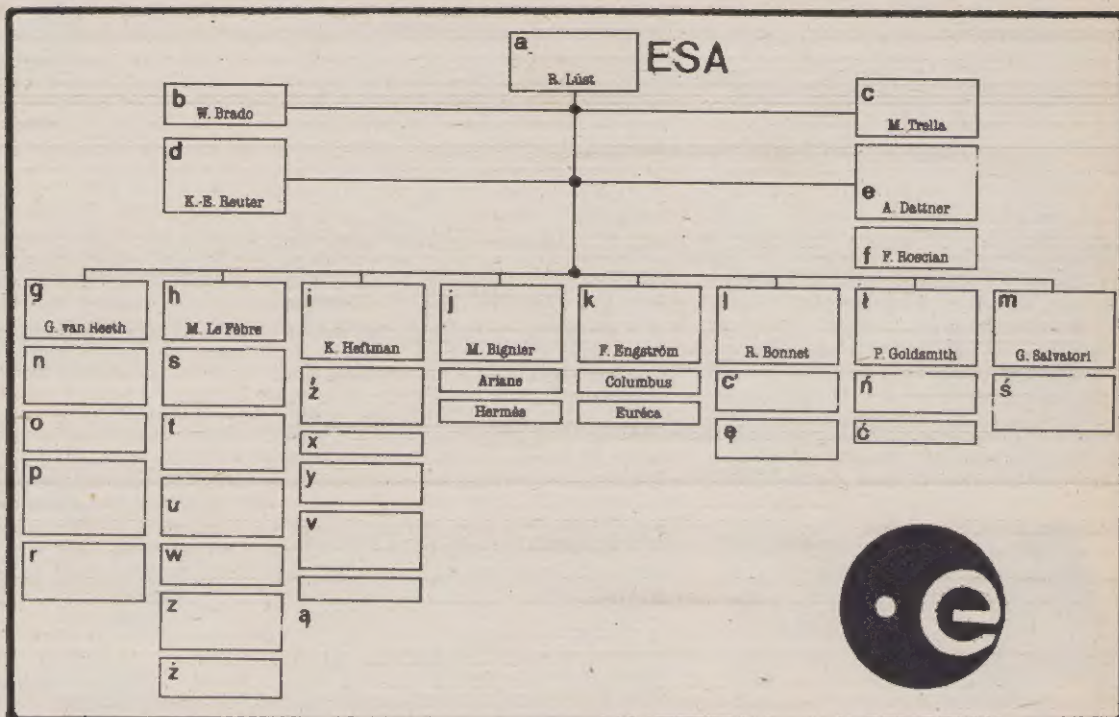 a
R. Lüst
ESA
b
W. Brado
c
M. Trella
d
K.-E. Reuter
e
A. Dattner
f F. Roscian
g
G. van Reeth
h
M. Le Fèbre
i
K. Heftman
j
M. Bignier
k
F. Engström
l
R. Bonnet
ł
P. Goldsmith
m
G. Salvatori
n
s
ź
Ariane
Columbus
c'
ń
ś
o
t
x
Hermès
Euréca
ę
ć
p
u
y
r
w
v
z
ą
ż
e